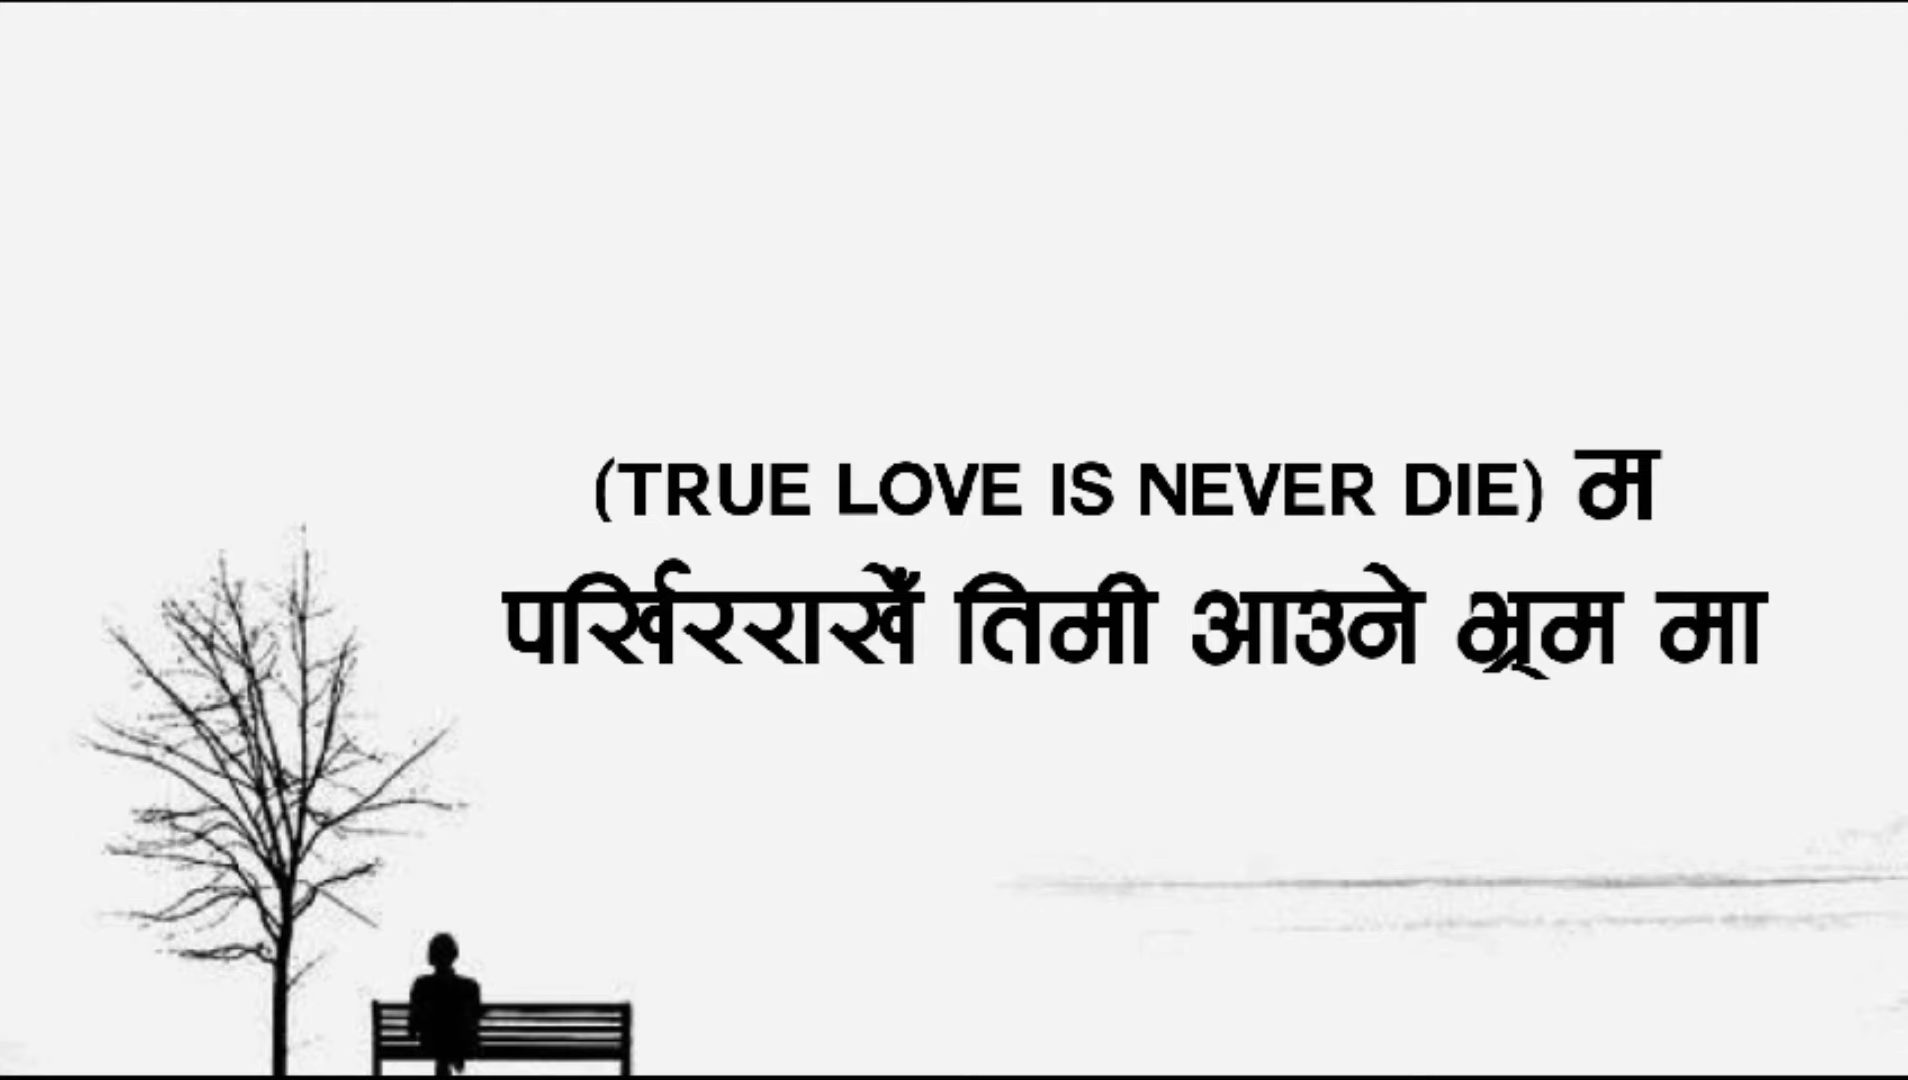 (TRUE LOVE IS NEVER DIE) म
पर्खिरराखेँ तिमी आउने भ्र्रम मा